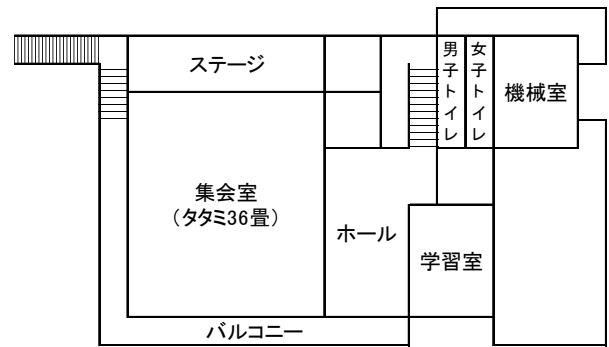 ステージ
男子トイレ
女子トイレ
機械室
集会室
（タタミ36畳）
ホール
学習室
バルコニー